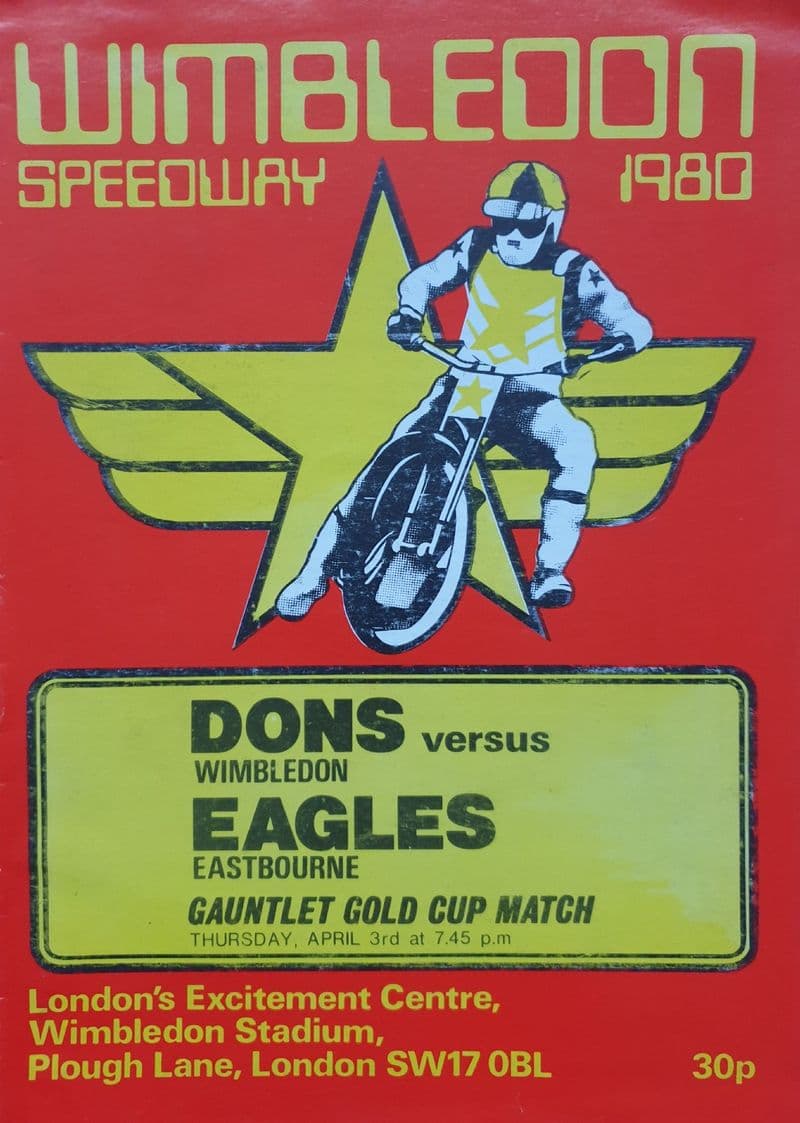 WIMBLEDON
SPEEDWAY 1980
DONS versus
WIMBLEDON
EAGLES
EASTBOURNE
GAUNTLET GOLD CUP MATCH
THURSDAY, APRIL 3rd at 7.45 p.m
London's Excitement Centre,
Wimbledon Stadium,
Plough Lane, London SW17 0BL
30p